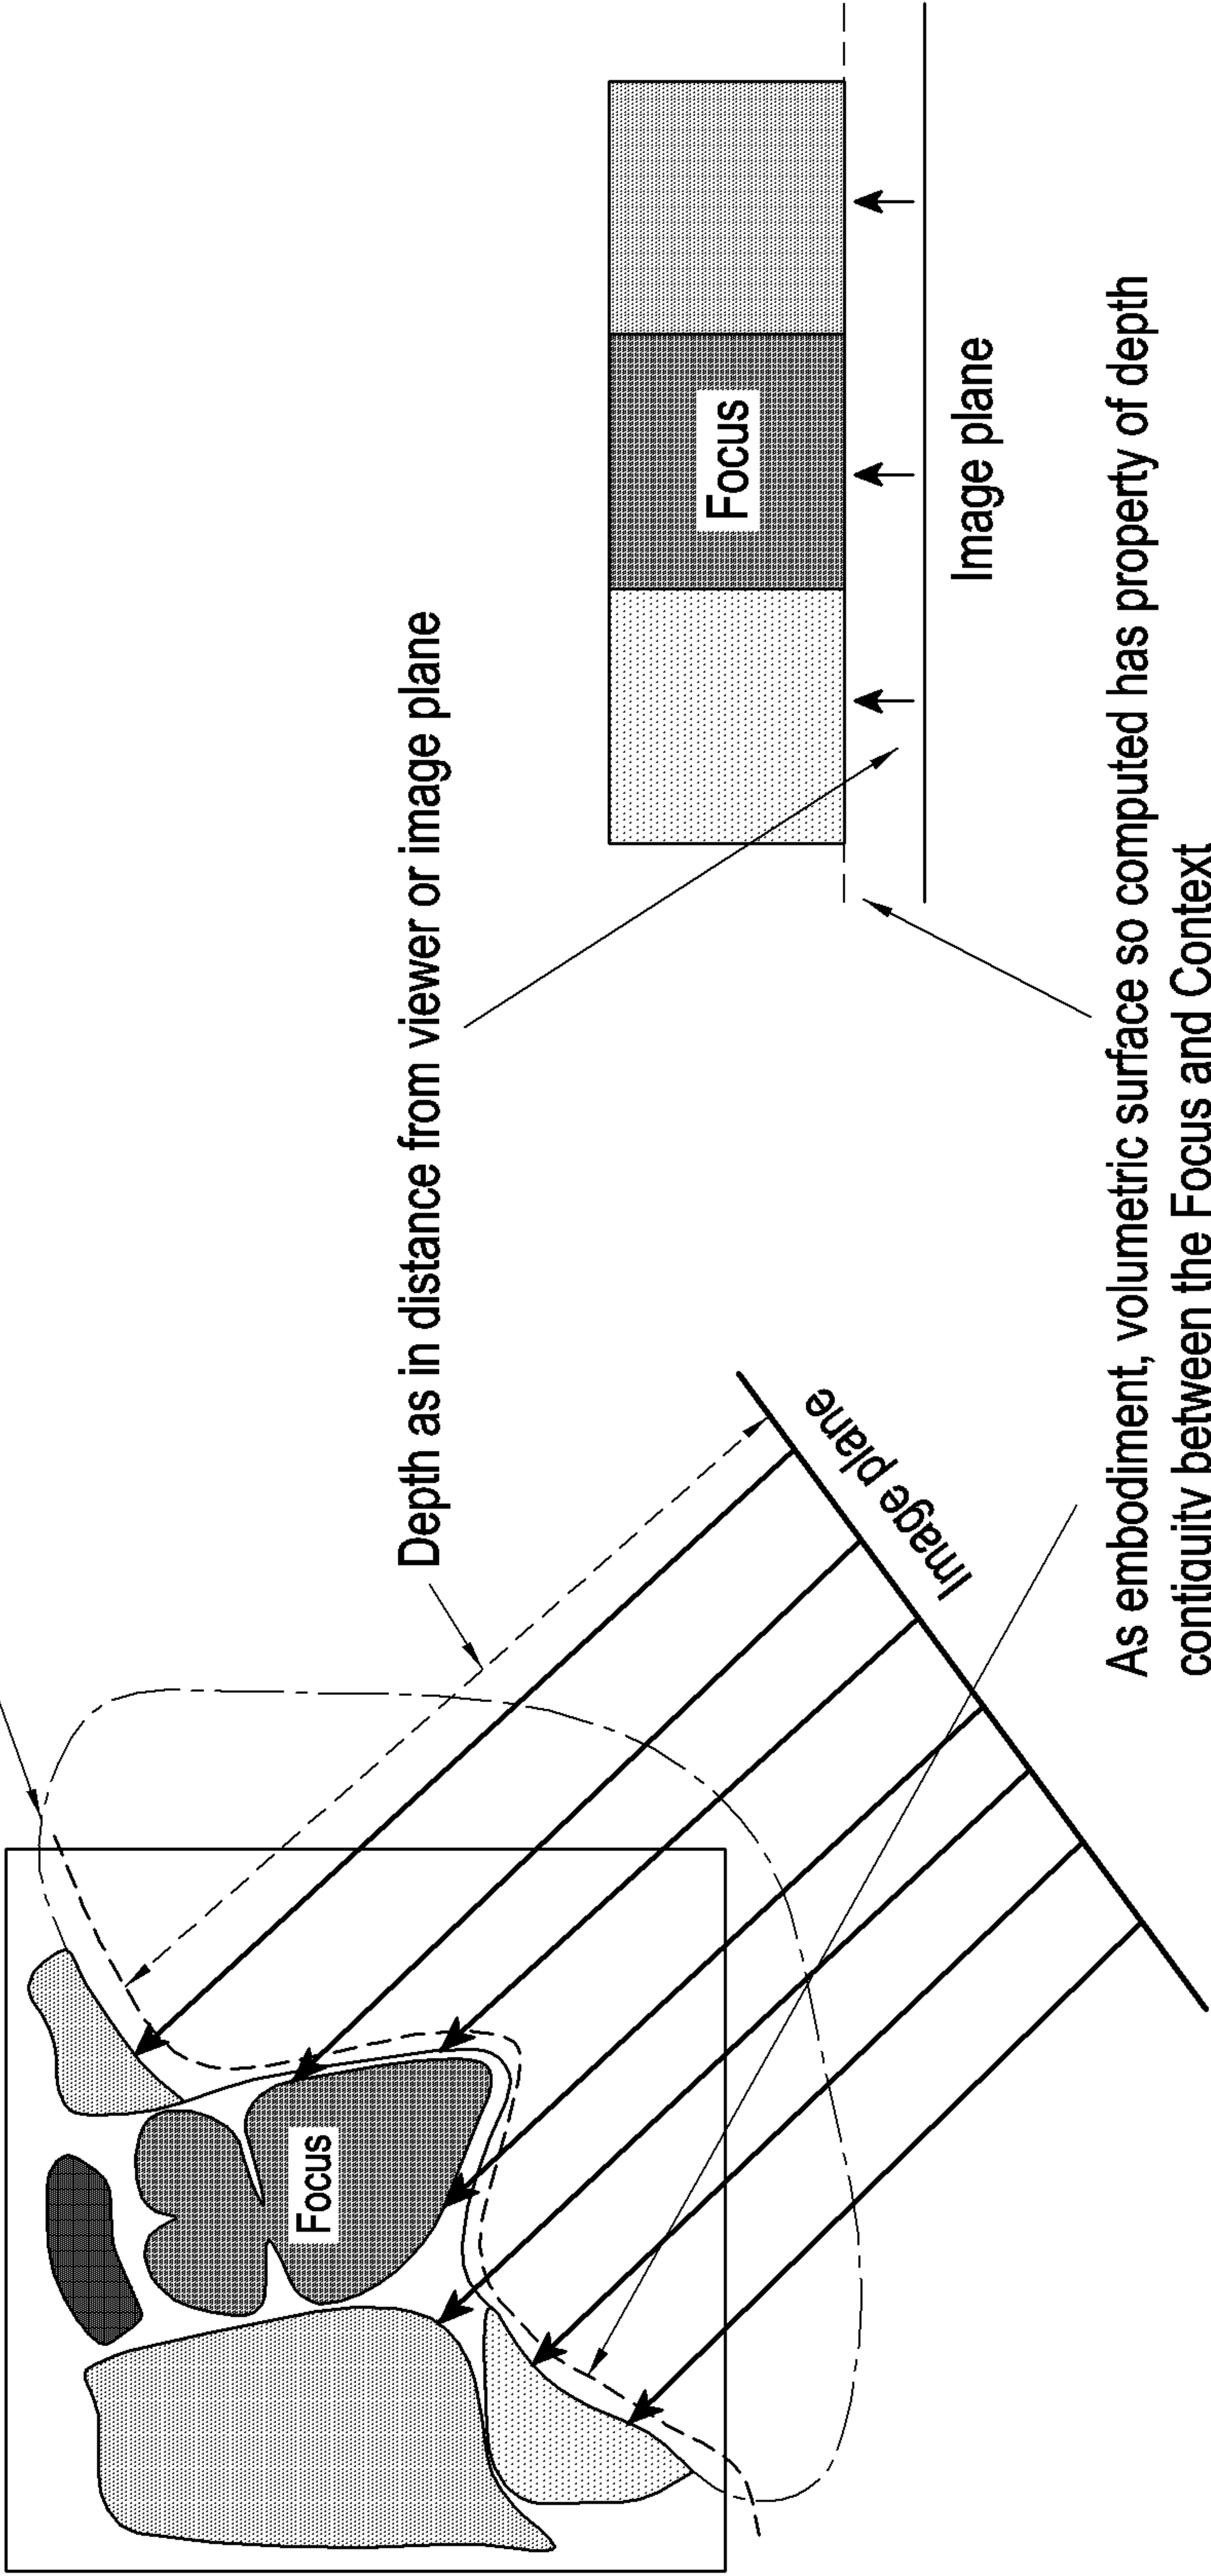 Focus
Depth as in distance from viewer or image plane
Focus
Image plane
Image plane
As embodiment, volumetric surface so computed has property of depth
contiguity between the Focus and Context